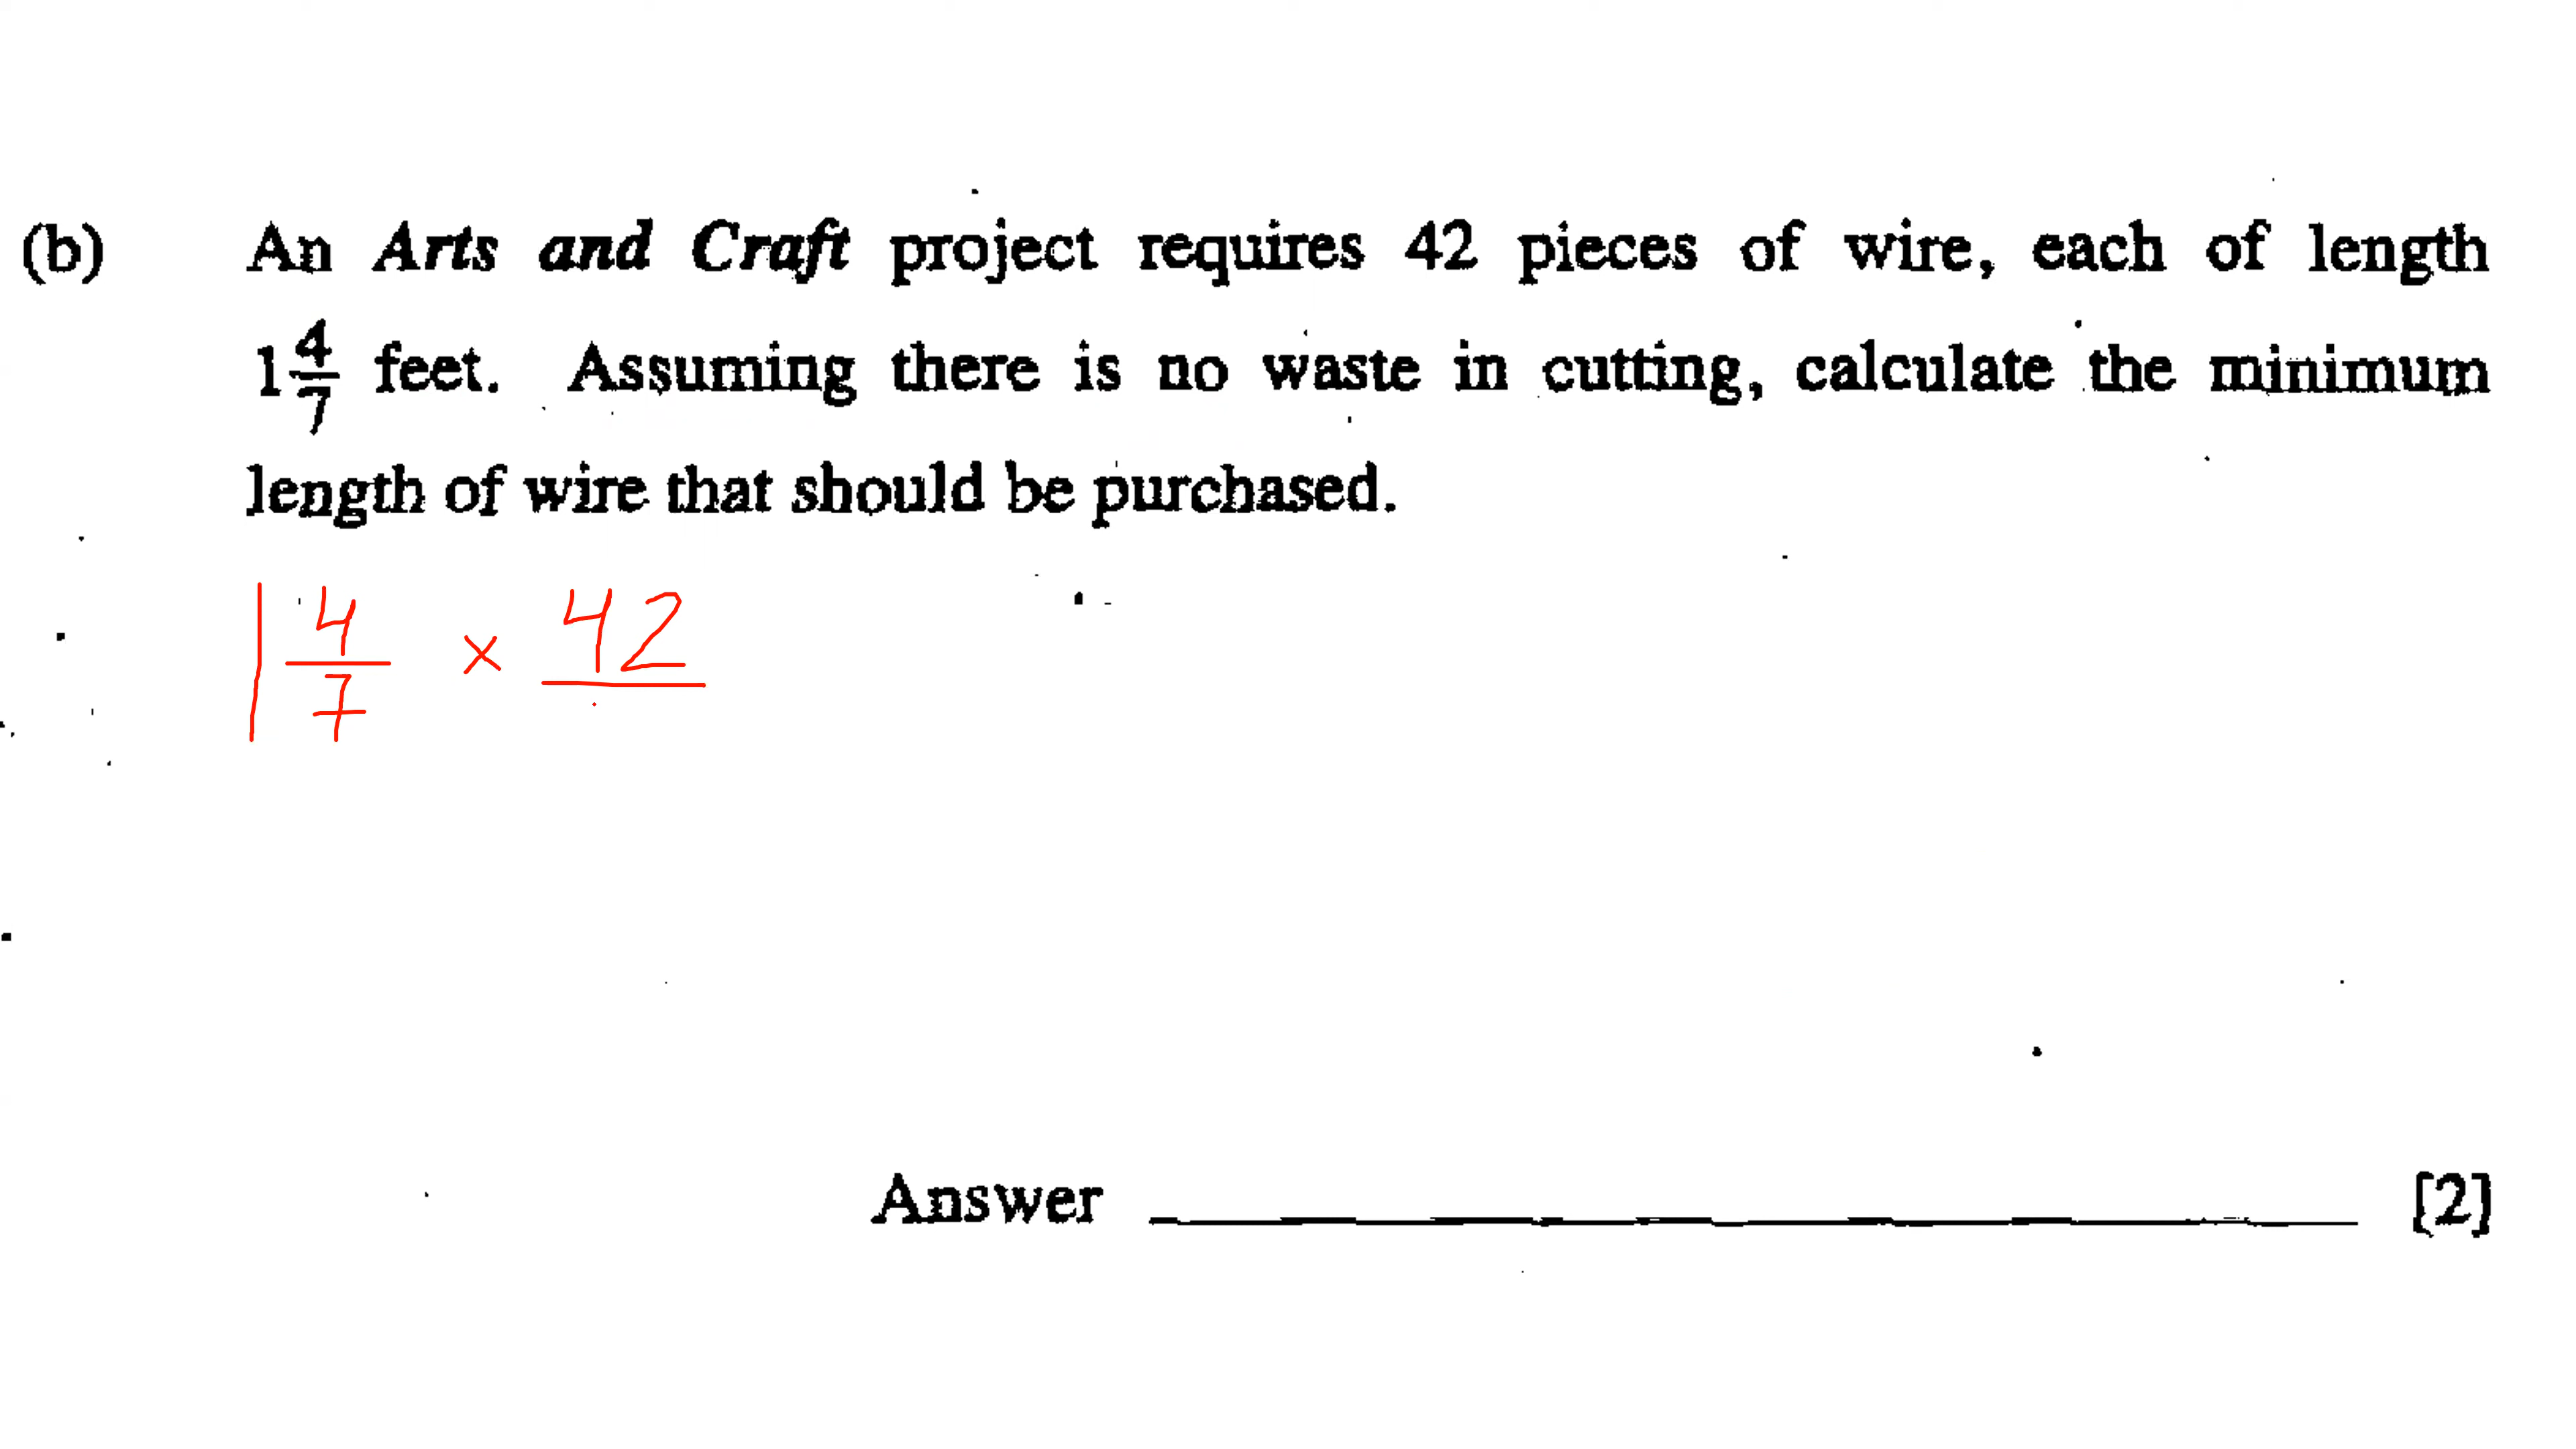 (b) An Arts and Craft project requires 42 pieces of wire, each of length
1 4/7 feet. Assuming there is no waste in cutting, calculate the minimum
length of wire that should be purchased.
1 4/7 × 42
Answer ____________________ [2]